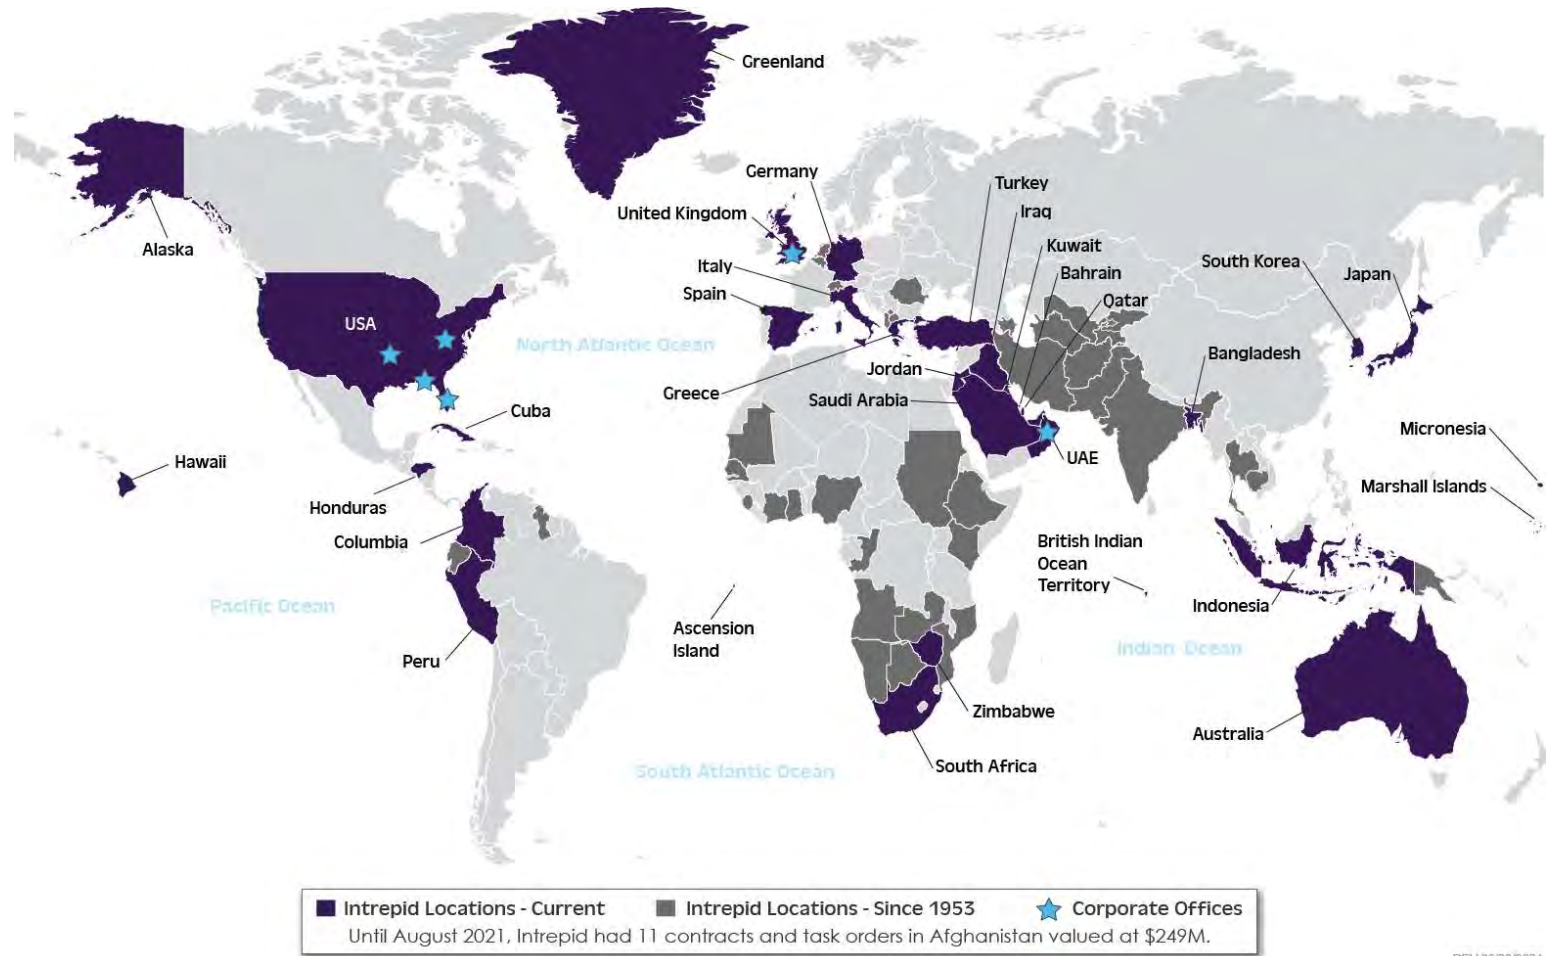 Greenland
Germany
Turkey
United Kingdom
Iraq
Alaska
Kuwait
Italy
South Korea
Bahrain
Japan
Spain
Qatar
USA
North Atlantic Ocean
Bangladesh
Jordan
Greece
Saudi Arabia
Cuba
Micronesia
Hawaii
UAE
Marshall Islands
Honduras
Columbia
British Indian
Ocean
Territory
Pacific Ocean
Indonesia
Ascension
Island
Indian Ocean
Peru
Zimbabwe
Australia
South Africa
South Atlantic Ocean
Intrepid Locations - Current
Intrepid Locations - Since 1953
Corporate Offices
Until August 2021, Intrepid had 11 contracts and task orders in Afghanistan valued at $249M.